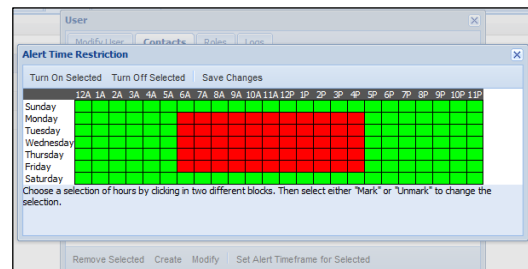 User
Modify User Contacts Roles Logs
Alert Time Restriction
Turn On Selected Turn Off Selected Save Changes
12A 1A 2A 3A 4A 5A 6A 7A 8A 9A 10A 11A 12P 1P 2P 3P 4P 5P 6P 7P 8P 9P 10P 11P
Sunday
Monday
Tuesday
Wednesday
Thursday
Friday
Saturday
Choose a selection of hours by clicking in two different blocks. Then select either "Mark" or "Unmark" to change the
selection.
Remove Selected Create Modify Set Alert Timeframe for Selected